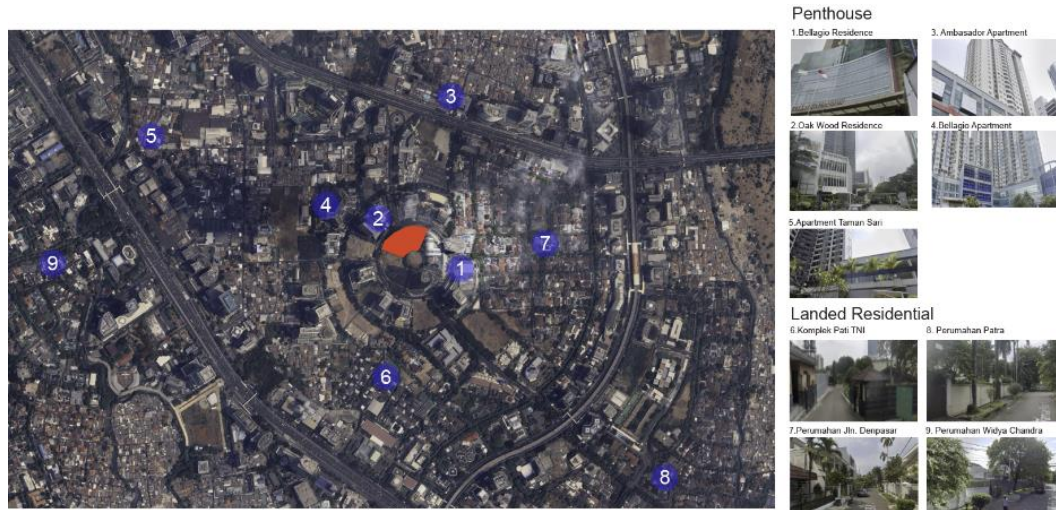 Penthouse
1.Bellagio Residence
3. Ambasador Apartment
2.Oak Wood Residence
4.Bellagio Apartment
5.Apartment Taman Sari
Landed Residential
6.Komplek Pati TNI
8. Perumahan Patra
7.Perumahan Jln. Denpasar
9. Perumahan Widya Chandra
3
5
4
2
7
9
1
6
8